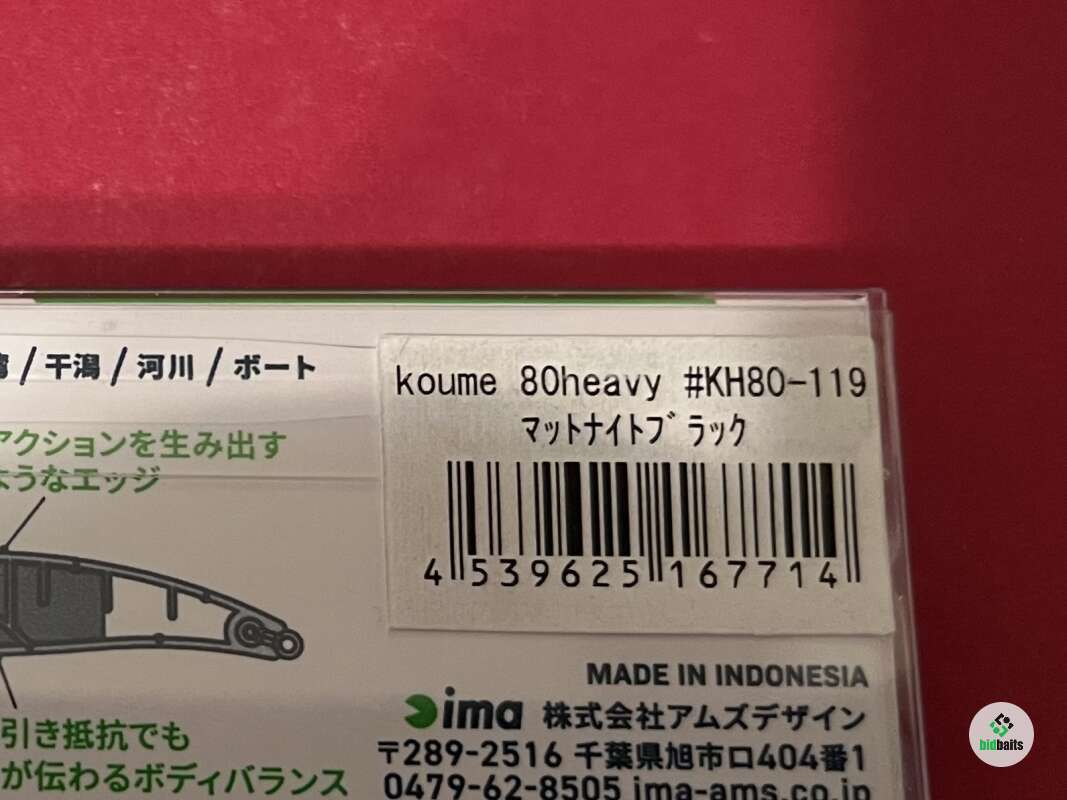 / 干潟 / 河川 / ボート
koume 80heavy #KH80-119
ﾏｯﾄﾅｲﾄﾌﾞﾗｯｸ
アクションを生み出す
ようなエッジ
4 539625 167714
MADE IN INDONESIA
ima 株式会社アムズデザイン
引き抵抗でも
〒289-2516 千葉県旭市ロ404番1
が伝わるボディバランス
0479-62-8505 ima-ams.co.jp
bidbaits